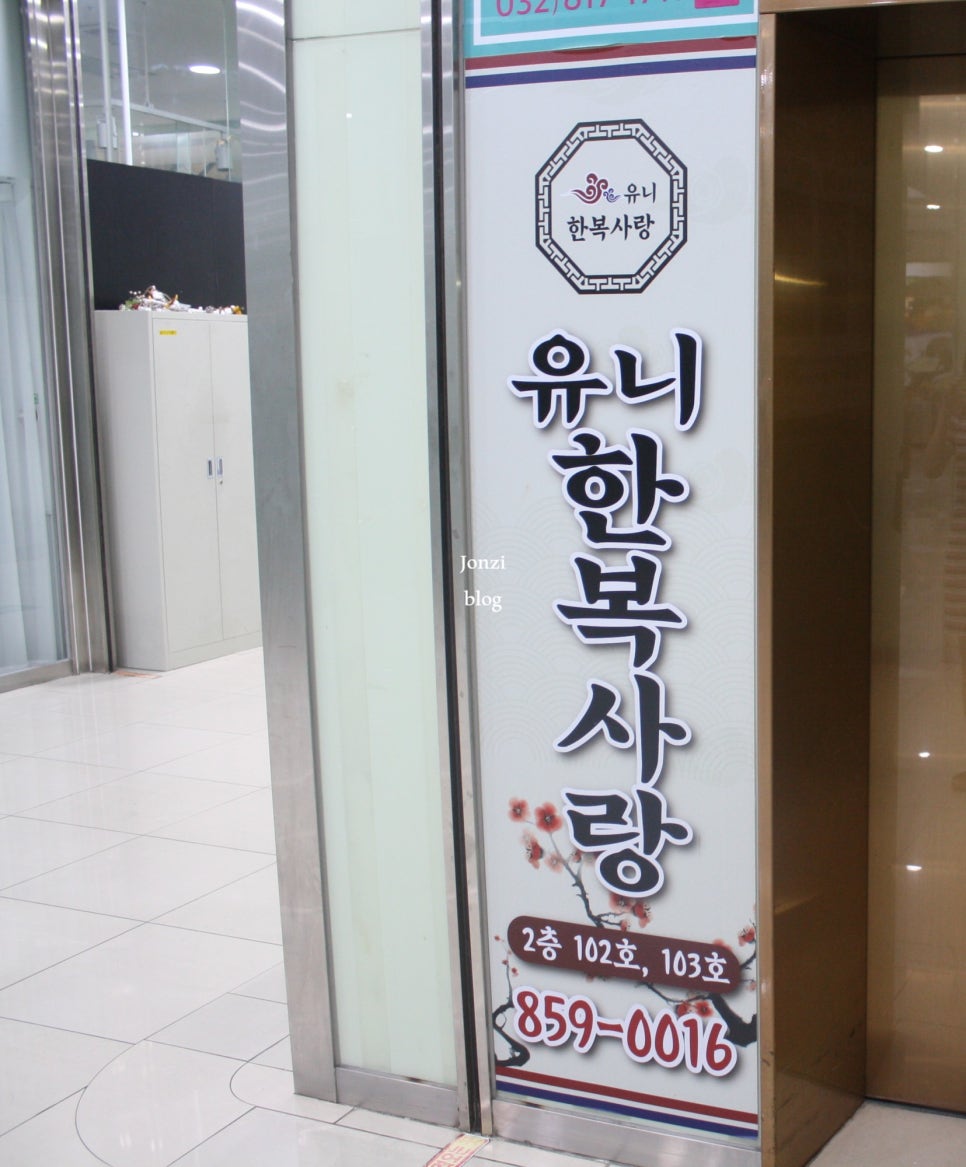 유니
한복사랑
유니
한복사랑
2층 102호, 103호
859-0016
Jonzi
blog